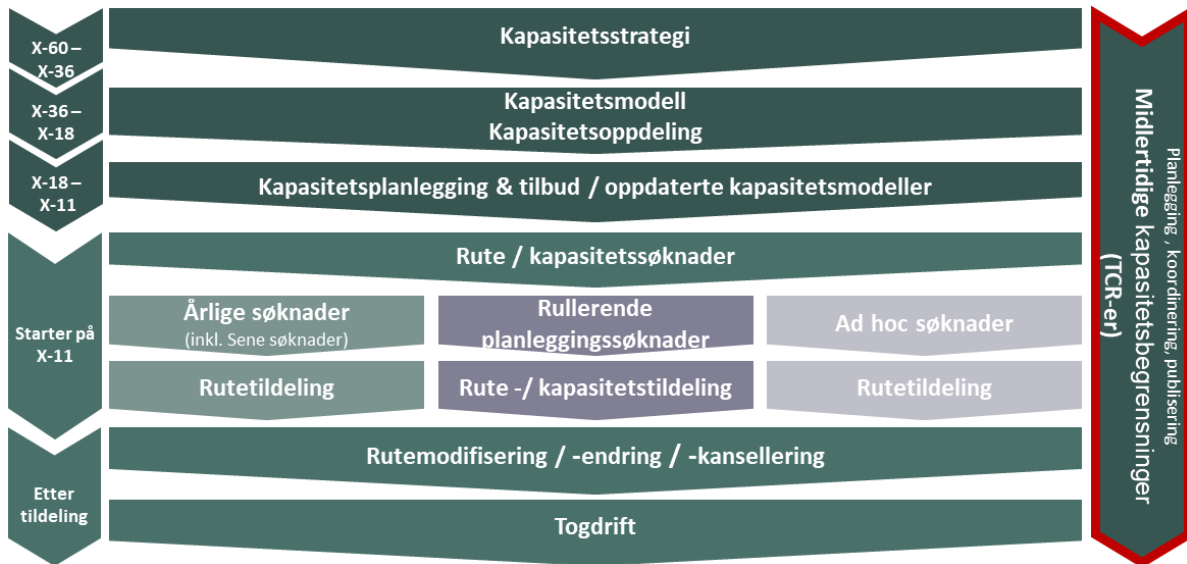 X-60 –
X-36
Kapasitetsstrategi
X-36 –
X-18
Kapasitetsmodell
Kapasitetsoppdeling
X-18 –
X-11
Kapasitetsplanlegging & tilbud / oppdaterte kapasitetsmodeller
Starter på
X-11
Rute / kapasitetssøknader
Årlige søknader
(inkl. Sene søknader)
Rullerende
planleggingssøknader
Ad hoc søknader
Rutetildeling
Rute -/ kapasitetstildeling
Rutetildeling
Etter
tildeling
Rutemodifisering / -endring / -kansellering
Togdrift
Planlegging , koordinering, publisering
Midlertidige kapasitetsbegrensninger
(TCR-er)